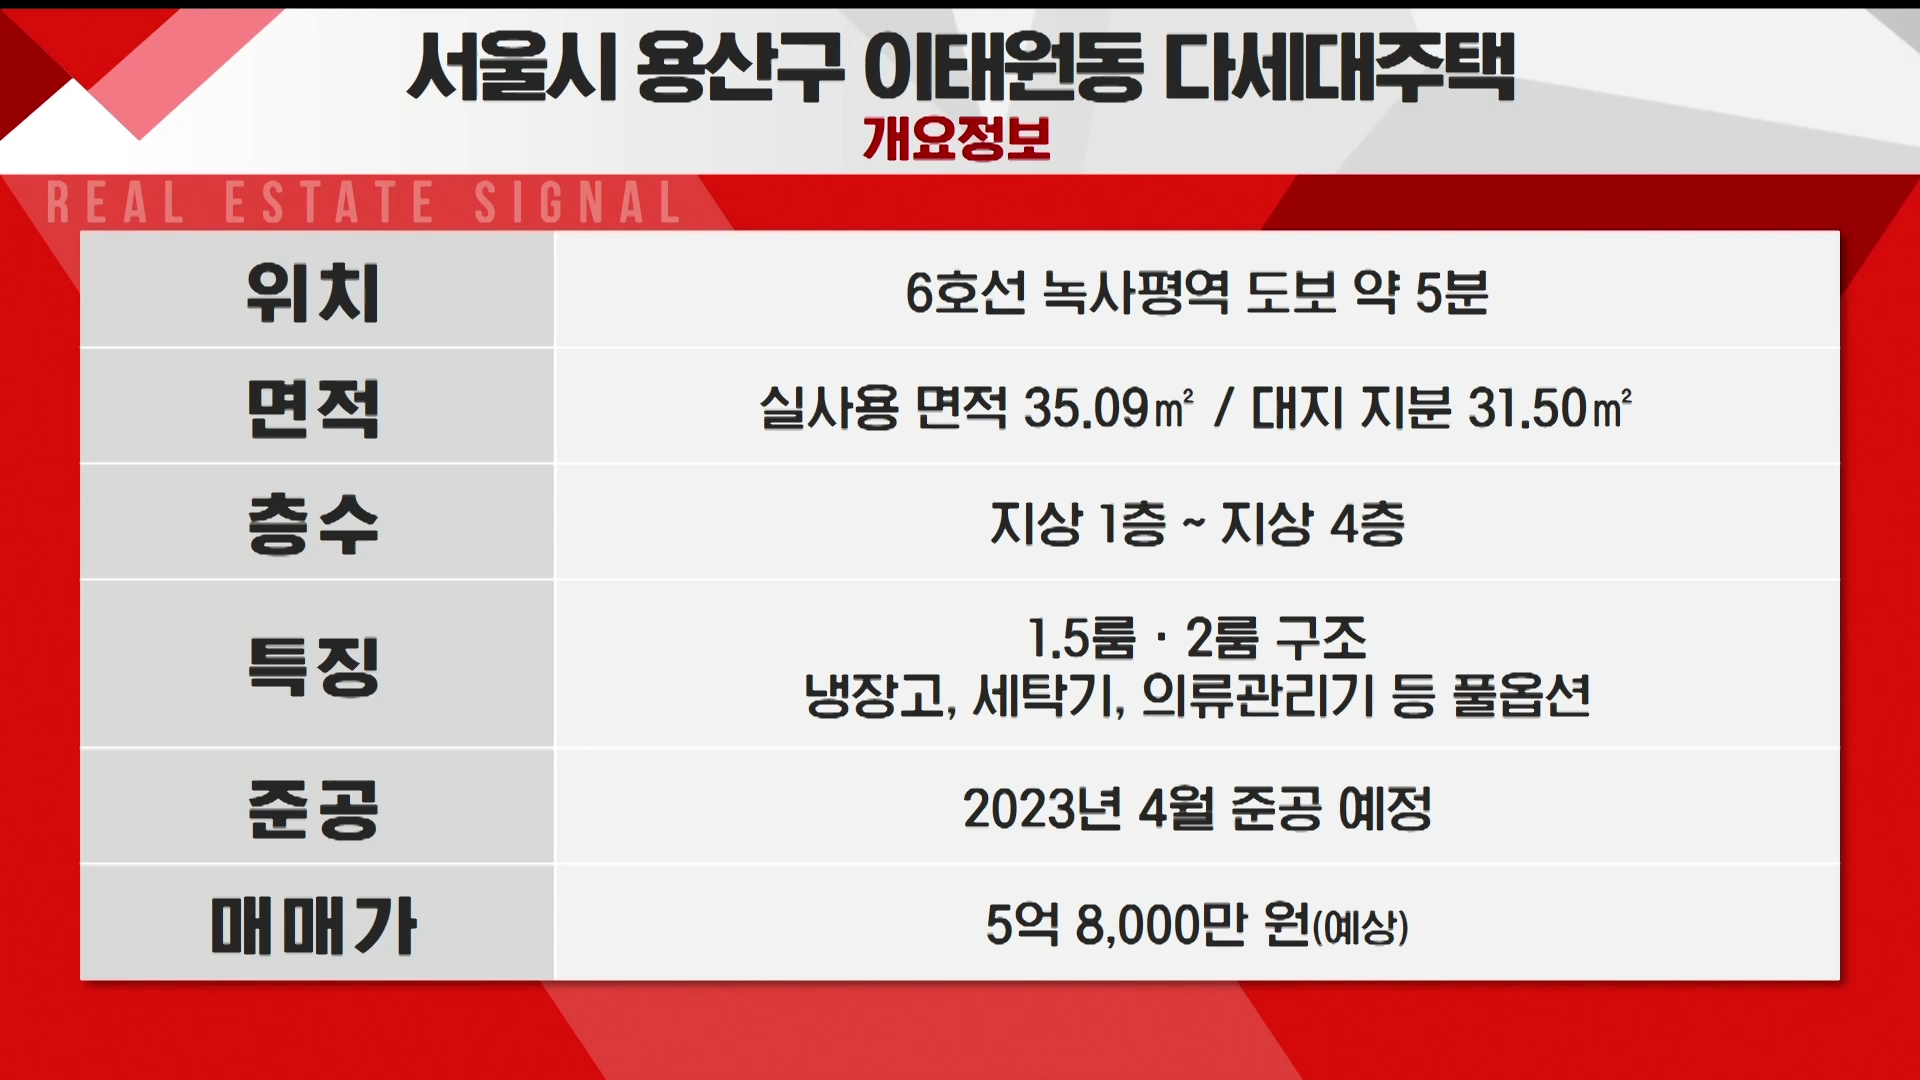 서울시 용산구 이태원동 다세대주택
개요정보
REAL ESTATE SIGNAL
위치 6호선 녹사평역 도보 약 5분
면적 실사용 면적 35.09㎡ / 대지 지분 31.50㎡
층수 지상 1층 ~ 지상 4층
특징 1.5룸 · 2룸 구조
냉장고, 세탁기, 의류관리기 등 풀옵션
준공 2023년 4월 준공 예정
매매가 5억 8,000만 원(예상)